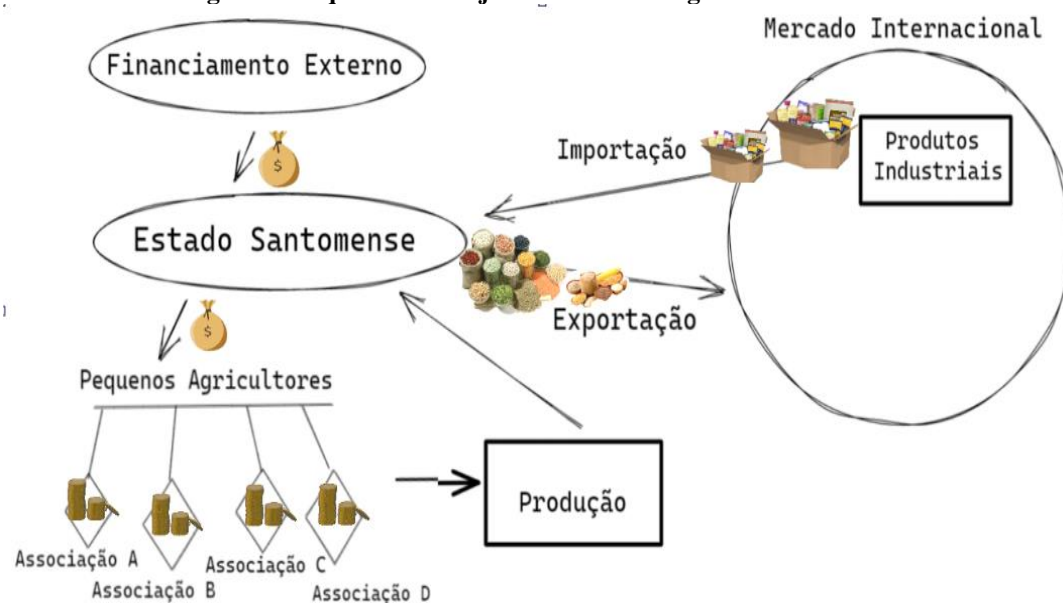 Mercado Internacional
Financiamento Externo
$
Importação
Produtos
Industriais
Estado Santomense
Exportação
$
Pequenos Agricultores
Produção
Associação A
Associação B
Associação C
Associação D